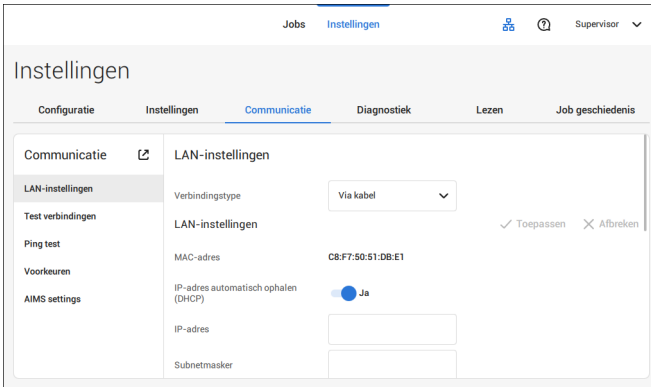 Jobs Instellingen Supervisor
Instellingen
Configuratie Instellingen Communicatie Diagnostiek Lezen Job geschiedenis
Communicatie
LAN-instellingen
Test verbindingen
Ping test
Voorkeuren
AIMS settings
LAN-instellingen
Verbindingstype Via kabel
LAN-instellingen Toepassen Afbreken
MAC-adres C8:F7:50:51:DB:E1
IP-adres automatisch ophalen
(DHCP) Ja
IP-adres
Subnetmasker